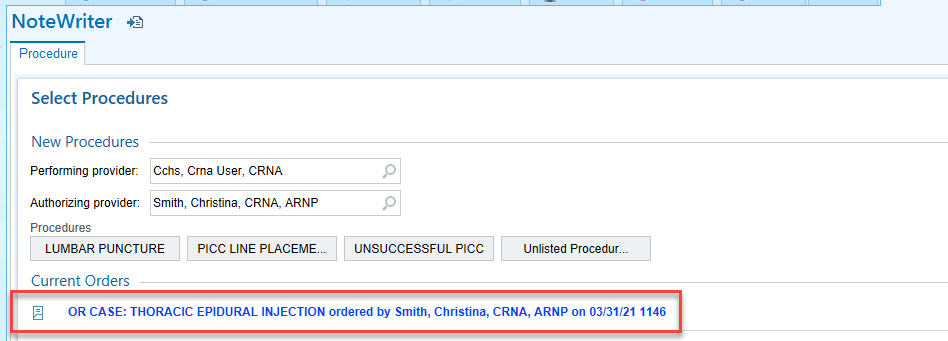 NoteWriter
Procedure
Select Procedures
New Procedures
Performing provider: Cchs, Crna User, CRNA
Authorizing provider: Smith, Christina, CRNA, ARNP
Procedures
LUMBAR PUNCTURE PICC LINE PLACEME... UNSUCCESSFUL PICC Unlisted Procedur...
Current Orders
OR CASE: THORACIC EPIDURAL INJECTION ordered by Smith, Christina, CRNA, ARNP on 03/31/21 1146